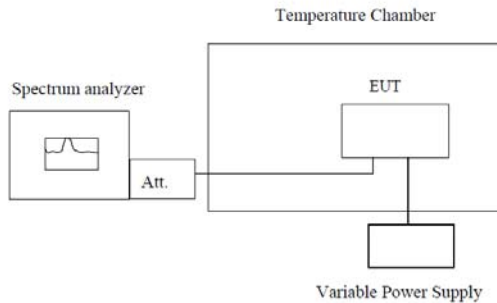 Temperature Chamber
Spectrum analyzer
EUT
Att.
Variable Power Supply